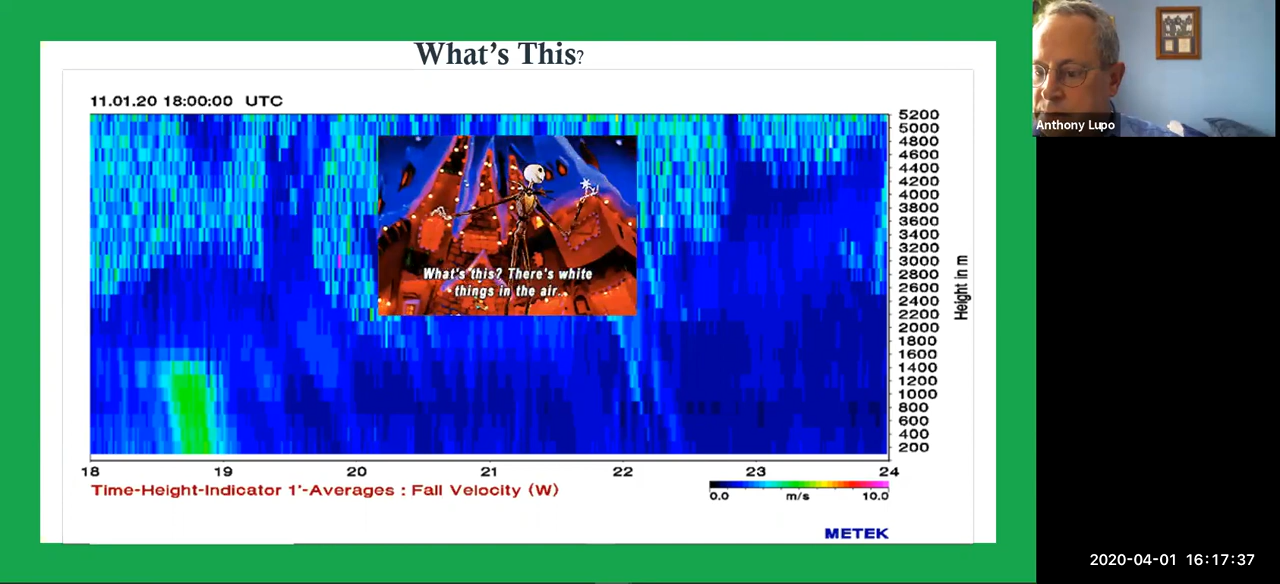 What's This?
11.01.20 18:00:00 UTC
5200
5000
4800
4600
4400
4200
4000
3800
3600
3400
3200
3000
2800
2600
2400
2200
2000
1800
1600
1400
1200
1000
800
600
400
200
Height in m
What's this? There's white
things in the air..
18 19 20 21 22 23 24
Time-Height-Indicator 1'-Averages : Fall Velocity (W)
0.0 m/s 10.0
METEK
Anthony Lupo
2020-04-01 16:17:37